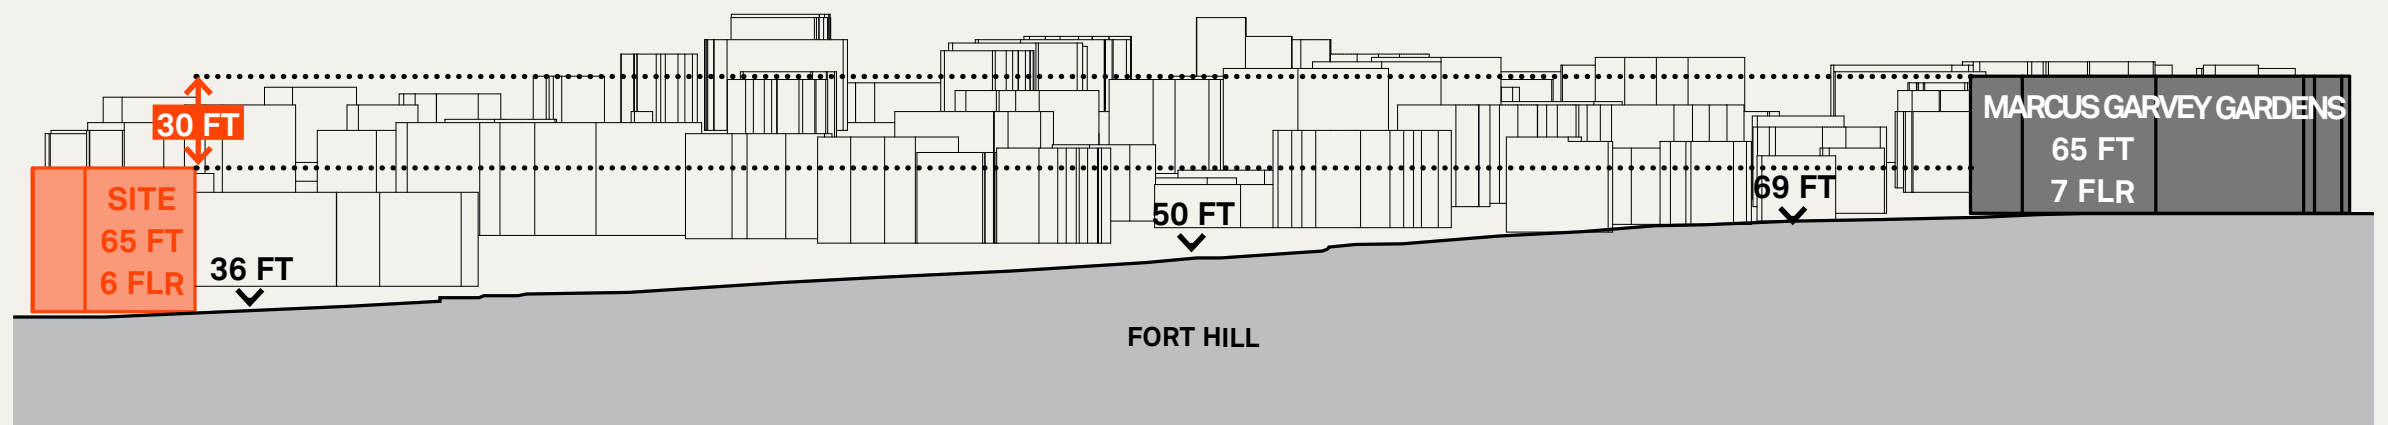 30 FT
SITE
65 FT
6 FLR
36 FT
50 FT
69 FT
MARCUS GARVEY GARDENS
65 FT
7 FLR
FORT HILL